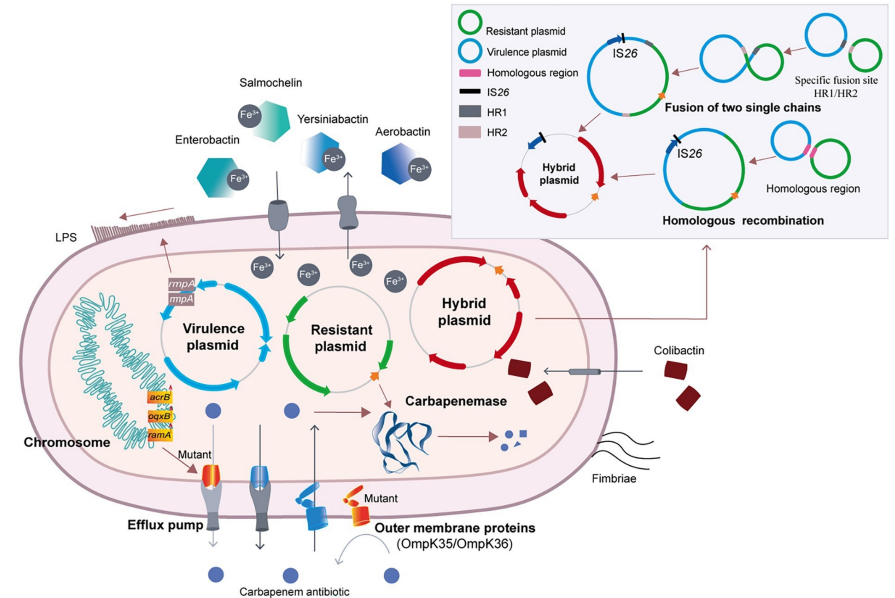 Resistant plasmid
Virulence plasmid
Homologous region
IS26
HR1
HR2
IS26
Specific fusion site
HR1/HR2
Fusion of two single chains
Hybrid
plasmid
IS26
Homologous region
Homologous recombination
Salmochelin
Fe3+
Yersiniabactin
Fe3+
Enterobactin
Fe3+
Aerobactin
Fe3+
LPS
Fe3+
Fe3+
Fe3+
Fe3+
rmpA
rmpA
Virulence
plasmid
Resistant
plasmid
Hybrid
plasmid
Colibactin
Carbapenemase
acrB
oqxB
ramA
Chromosome
Mutant
Efflux pump
Mutant
Outer membrane proteins
(OmpK35/OmpK36)
Fimbriae
Carbapenem antibiotic